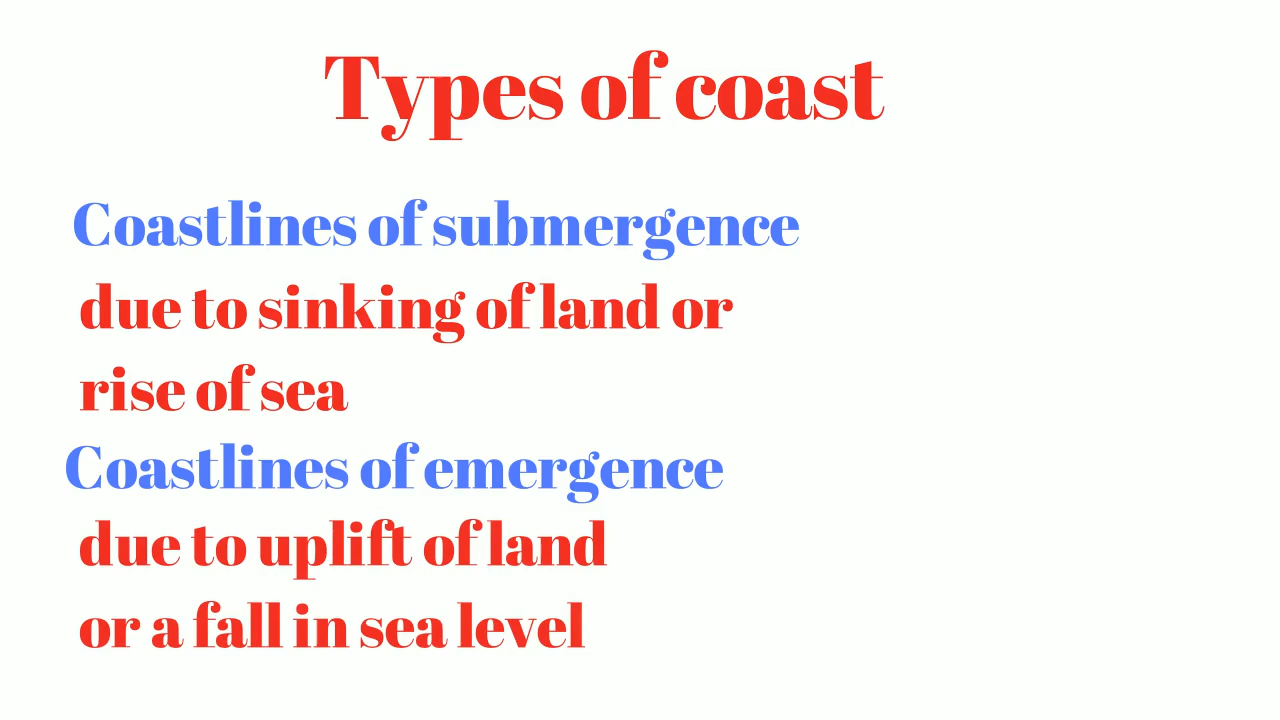 Types of coast
Coastlines of submergence
due to sinking of land or
rise of sea
Coastlines of emergence
due to uplift of land
or a fall in sea level